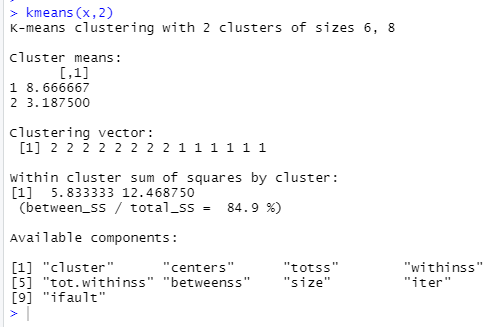 > kmeans(x,2)
K-means clustering with 2 clusters of sizes 6, 8
Cluster means:
[,1]
1 8.666667
2 3.187500
Clustering vector:
[1] 2 2 2 2 2 2 2 2 1 1 1 1 1 1
Within cluster sum of squares by cluster:
[1] 5.833333 12.468750
(between_SS / total_SS = 84.9 %)
Available components:
[1] "cluster" "centers" "totss" "withinss"
[5] "tot.withinss" "betweenss" "size" "iter"
[9] "ifault"
>